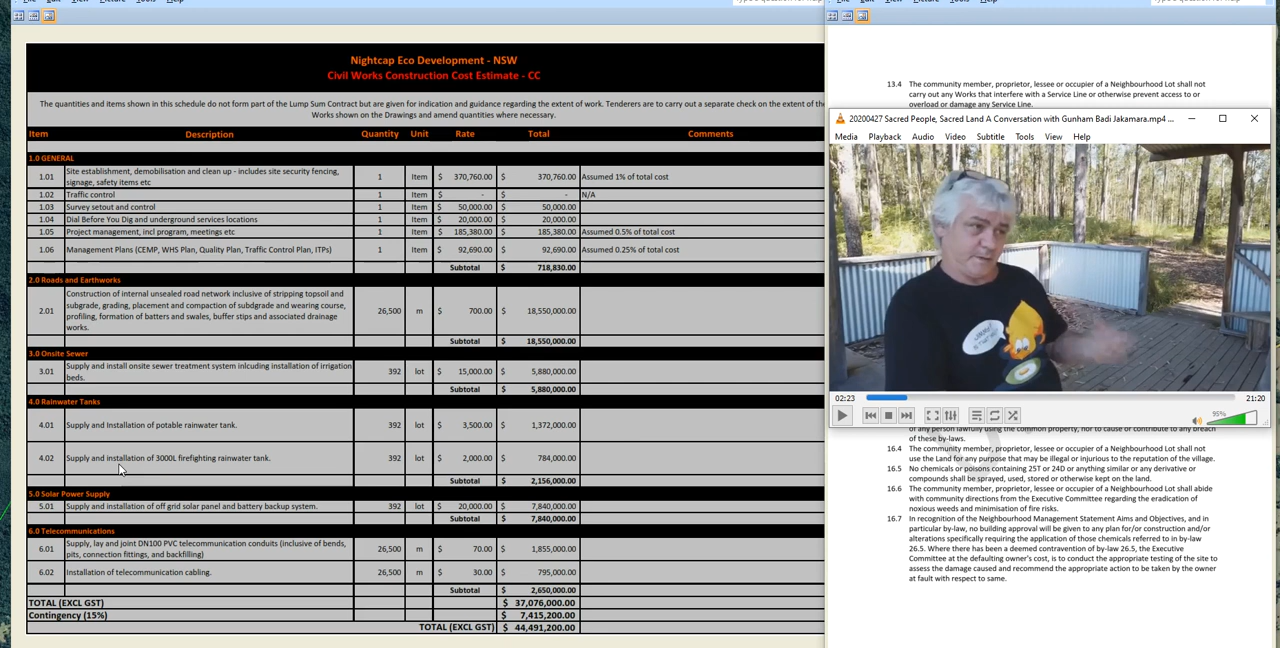 File Edit View Picture Tools Help
File Edit View Picture Tools Help
Nightcap Eco Development - NSW
Civil Works Construction Cost Estimate - CC
The quantities and items shown in this schedule do not form part of the Lump Sum Contract but are given for indication and guidance regarding the extent of work. Tenderers are to carry out a separate check on the extent of the
Works shown on the Drawings and amend quantities where necessary.
Item Description Quantity Unit Rate Total Comments
1.0 GENERAL
1.01 Site establishment, demobilisation and clean up - includes site security fencing, signage, safety items etc 1 Item $ 370,760.00 $ 370,760.00 Assumed 1% of total cost
1.02 Traffic control 1 Item $ - $ - N/A
1.03 Survey setout and control 1 Item $ 50,000.00 $ 50,000.00
1.04 Dial Before You Dig and underground services locations 1 Item $ 20,000.00 $ 20,000.00
1.05 Project management, incl program, meetings etc 1 Item $ 185,380.00 $ 185,380.00 Assumed 0.5% of total cost
1.06 Management Plans (CEMP, WHS Plan, Quality Plan, Traffic Control Plan, ITPs) 1 Item $ 92,690.00 $ 92,690.00 Assumed 0.25% of total cost
Subtotal $ 718,830.00
2.0 Roads and Earthworks
2.01 Construction of internal unsealed road network inclusive of stripping topsoil and
subgrade, grading, placement and compaction of subdgrade and wearing course,
profiling, formation of batters and swales, buffer stips and associated drainage
works. 26,500 m $ 700.00 $ 18,550,000.00
Subtotal $ 18,550,000.00
3.0 Onsite Sewer
3.01 Supply and install onsite sewer treatment system inlcuding installation of irrigation
beds. 392 lot $ 15,000.00 $ 5,880,000.00
Subtotal $ 5,880,000.00
4.0 Rainwater Tanks
4.01 Supply and Installation of potable rainwater tank. 392 lot $ 3,500.00 $ 1,372,000.00
4.02 Supply and installation of 3000L firefighting rainwater tank. 392 lot $ 2,000.00 $ 784,000.00
Subtotal $ 2,156,000.00
5.0 Solar Power Supply
5.01 Supply and installation of off grid solar panel and battery backup system. 392 lot $ 20,000.00 $ 7,840,000.00
Subtotal $ 7,840,000.00
6.0 Telecommunications
6.01 Supply, lay and joint DN100 PVC telecommunication conduits (inclusive of bends,
pits, connection fittings, and backfilling) 26,500 m $ 70.00 $ 1,855,000.00
6.02 Installation of telecommunication cabling. 26,500 m $ 30.00 $ 795,000.00
Subtotal $ 2,650,000.00
TOTAL (EXCL GST) $ 37,076,000.00
Contingency (15%) $ 7,415,200.00
TOTAL (EXCL GST) $ 44,491,200.00
13.4 The community member, proprietor, lessee or occupier of a Neighbourhood Lot shall not
carry out any Works that interfere with a Service Line or otherwise prevent access to or
overload or damage any Service Line.
20200427 Sacred People, Sacred Land A Conversation with Gunham Badi Jakamara.mp4 ...
Media Playback Audio Video Subtitle Tools View Help
02:23 21:20
95%
of any person lawfully using the common property, nor to cause or contribute to any breach
of these by-laws.
16.4 The community member, proprietor, lessee or occupier of a Neighbourhood Lot shall not
use the Land for any purpose that may be illegal or injurious to the reputation of the village.
16.5 No chemicals or poisons containing 25T or 24D or anything similar or any derivative or
compounds shall be sprayed, used, stored or otherwise kept on the land.
16.6 The community member, proprietor, lessee or occupier of a Neighbourhood Lot shall abide
with community directions from the Executive Committee regarding the eradication of
noxious weeds and minimisation of fire risks.
16.7 In recognition of the Neighbourhood Management Statement Aims and Objectives, and in
particular by-law, no building approval will be given to any plan for/or construction and/or
alterations specifically requiring the application of those chemicals referred to in by-law
26.5. Where there has been a deemed contravention of by-law 26.5, the Executive
Committee at the defaulting owner's cost, is to conduct the appropriate testing of the site to
assess the damage caused and recommend the appropriate action to be taken by the owner
at fault with respect to same.